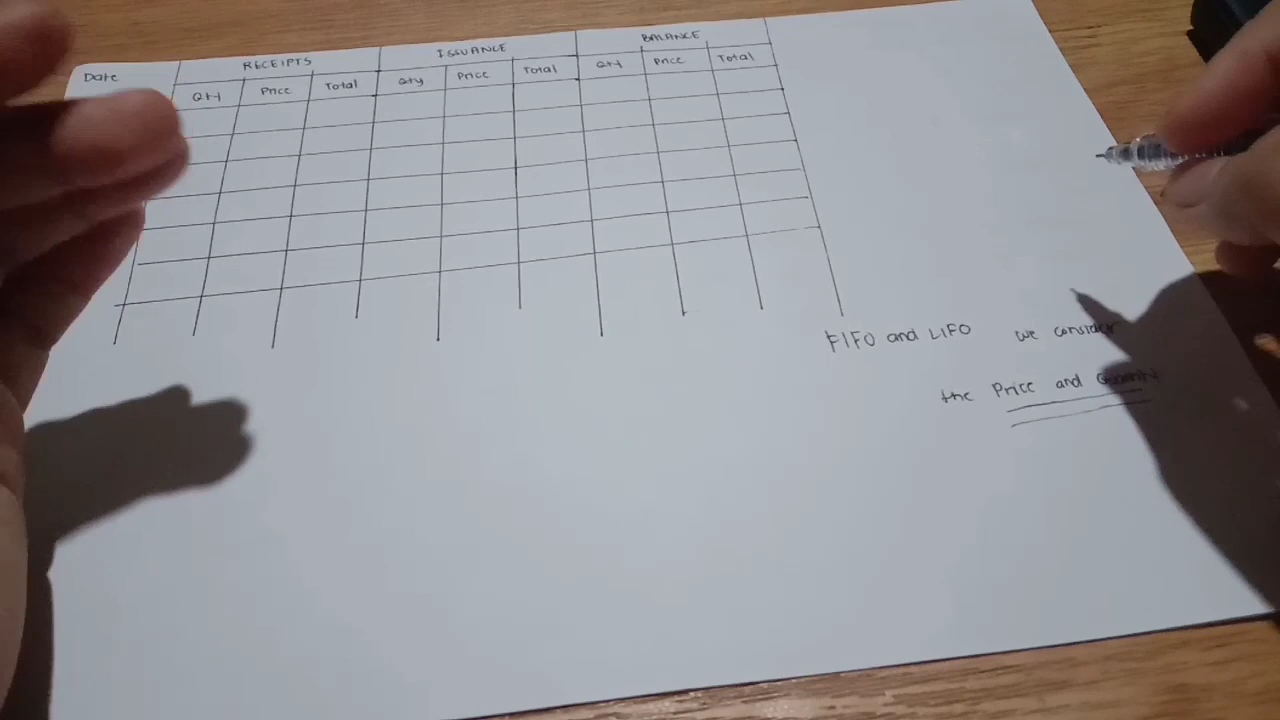 Date RECEIPTS ISSUANCE BALANCE
Qty Price Total Qty Price Total Qty Price Total
FIFO and LIFO we consider
the Price and Quantity